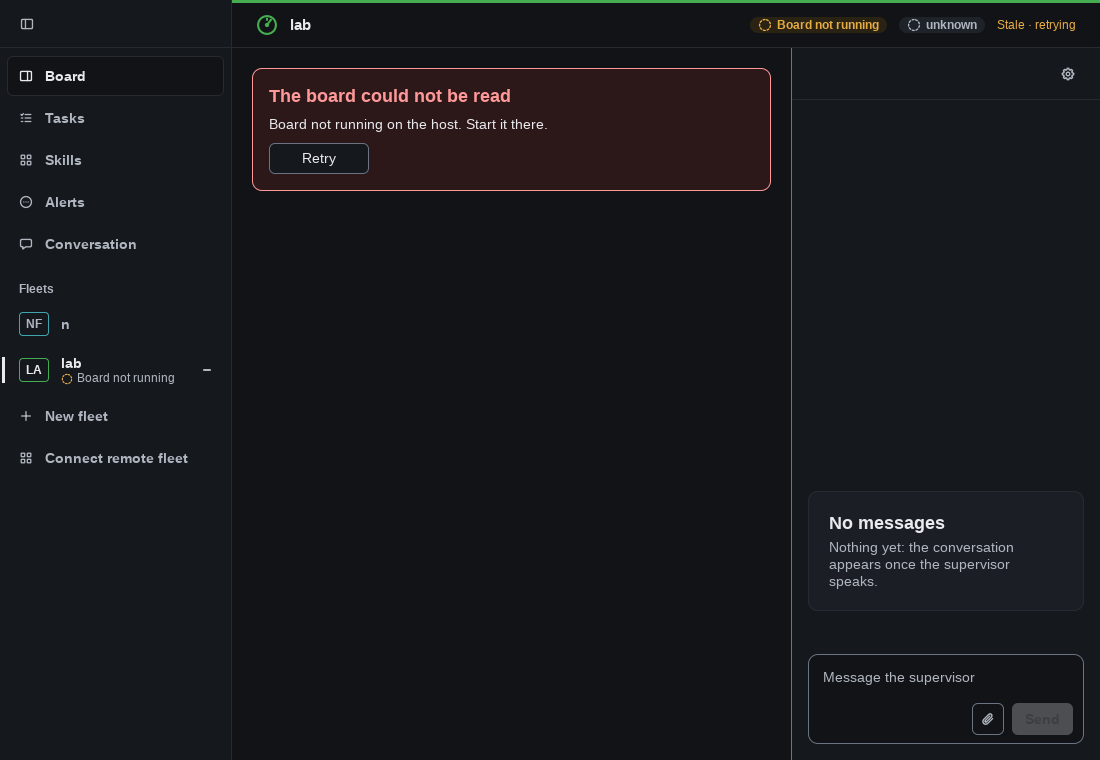 lab
Board not running
unknown
Stale · retrying
Board
Tasks
Skills
Alerts
Conversation
Fleets
NF
n
LA
lab
Board not running
New fleet
Connect remote fleet
The board could not be read
Board not running on the host. Start it there.
Retry
No messages
Nothing yet: the conversation
appears once the supervisor
speaks.
Message the supervisor
Send